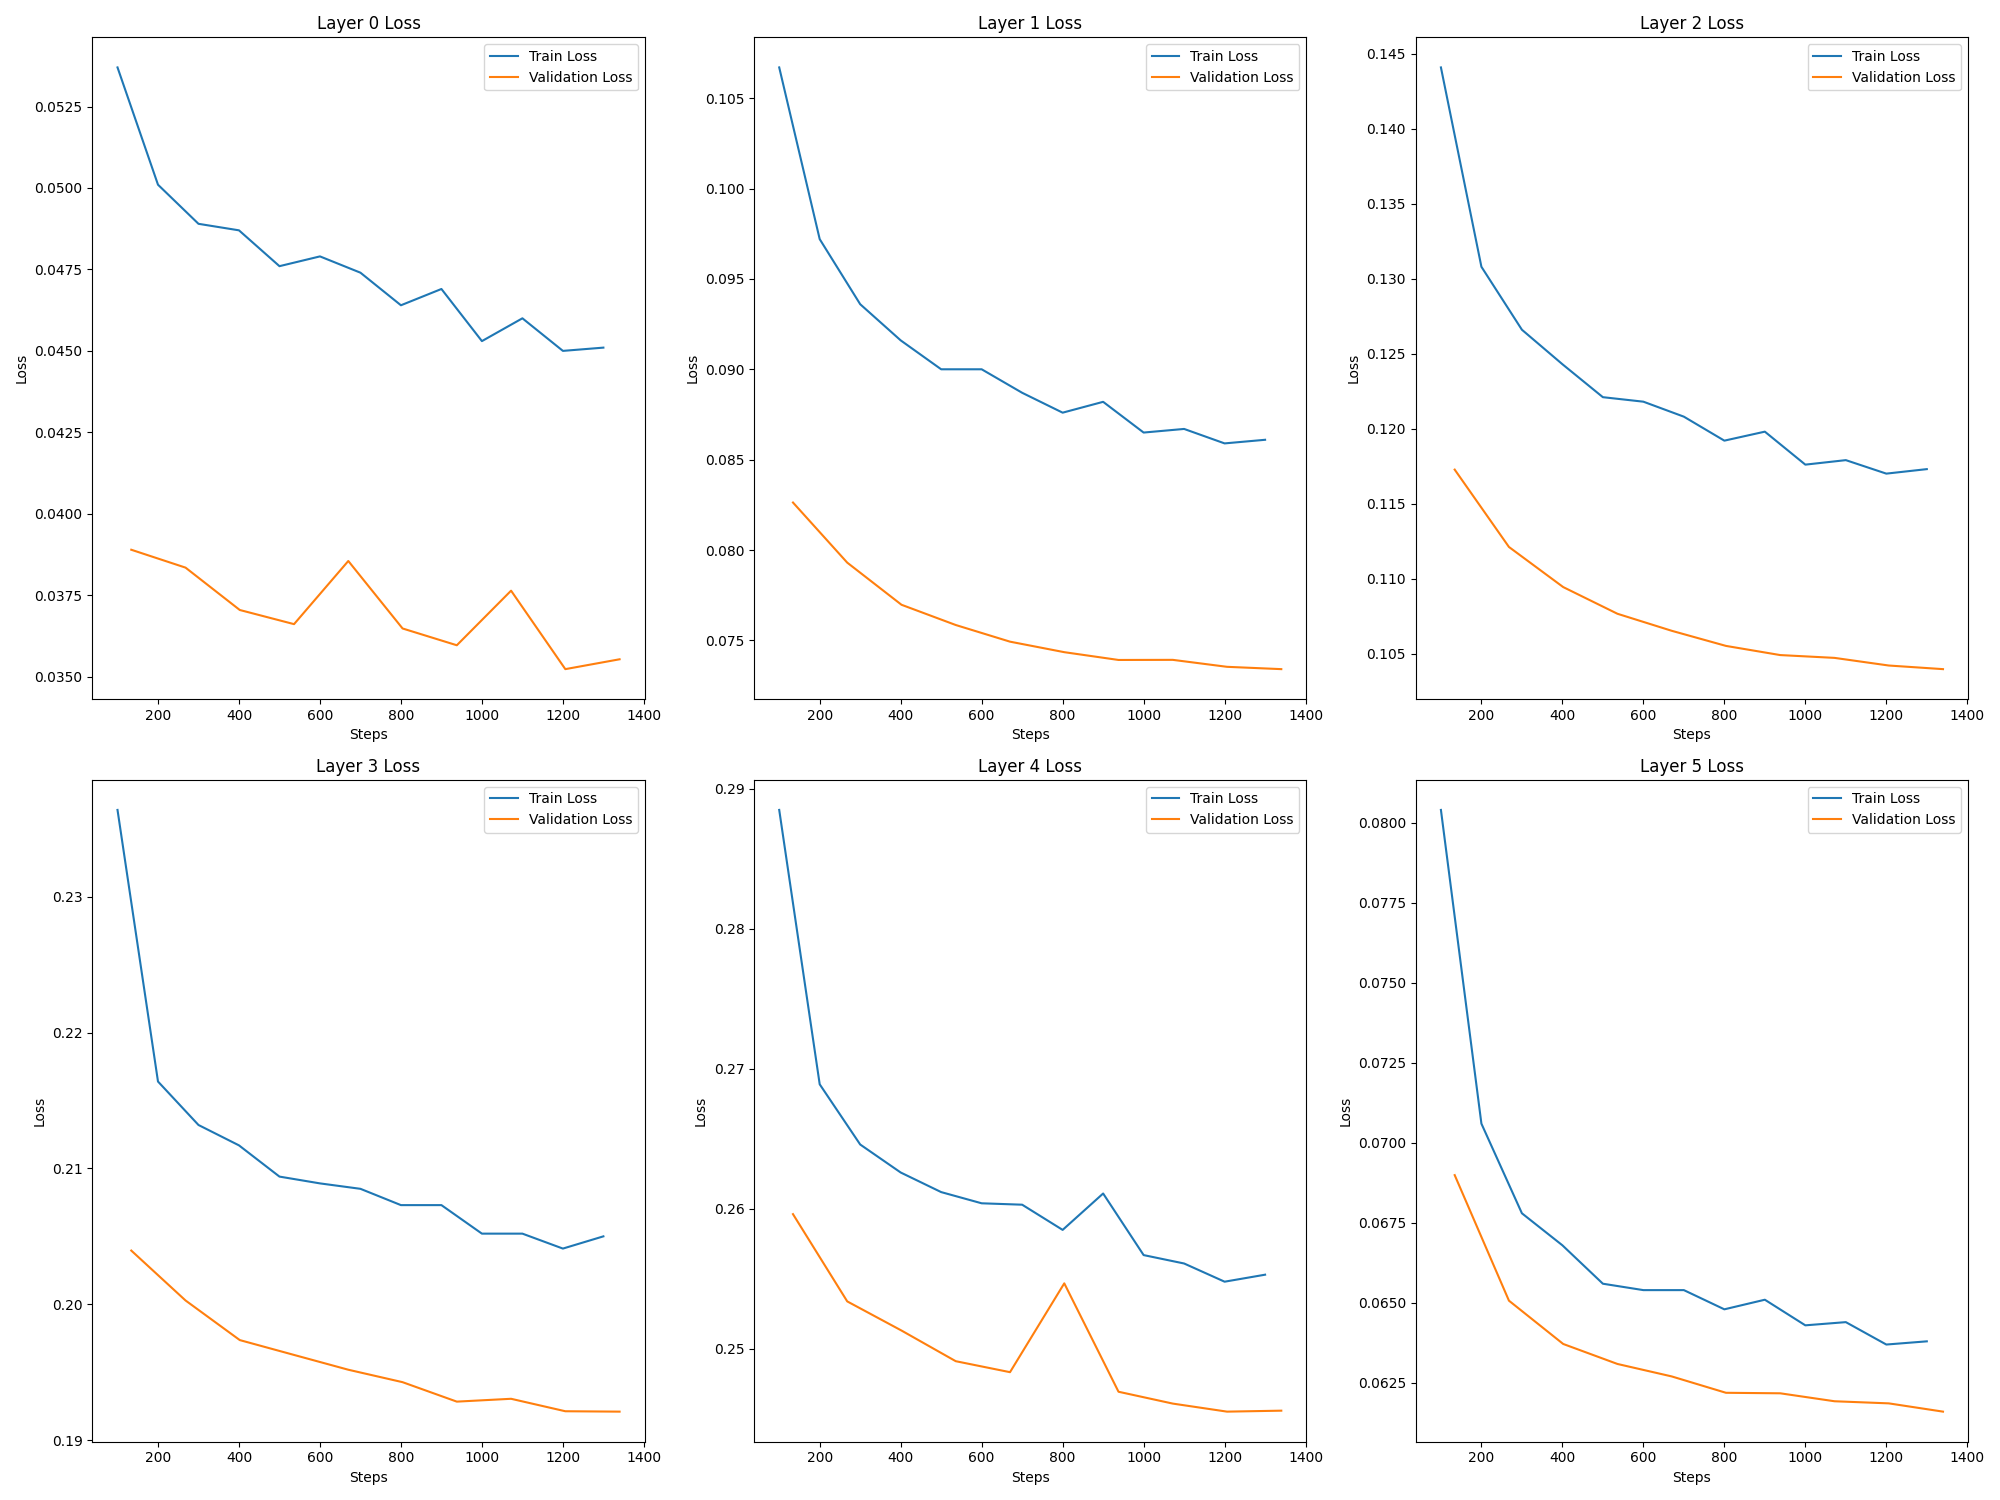 Layer 0 Loss
Train Loss
Validation Loss
0.0525
0.0500
0.0475
0.0450
0.0425
0.0400
0.0375
0.0350
Loss
200 400 600 800 1000 1200 1400
Steps
Layer 1 Loss
Train Loss
Validation Loss
0.105
0.100
0.095
0.090
0.085
0.080
0.075
Loss
200 400 600 800 1000 1200 1400
Steps
Layer 2 Loss
Train Loss
Validation Loss
0.145
0.140
0.135
0.130
0.125
0.120
0.115
0.110
0.105
Loss
200 400 600 800 1000 1200 1400
Steps
Layer 3 Loss
Train Loss
Validation Loss
0.23
0.22
0.21
0.20
0.19
Loss
200 400 600 800 1000 1200 1400
Steps
Layer 4 Loss
Train Loss
Validation Loss
0.29
0.28
0.27
0.26
0.25
Loss
200 400 600 800 1000 1200 1400
Steps
Layer 5 Loss
Train Loss
Validation Loss
0.0800
0.0775
0.0750
0.0725
0.0700
0.0675
0.0650
0.0625
Loss
200 400 600 800 1000 1200 1400
Steps